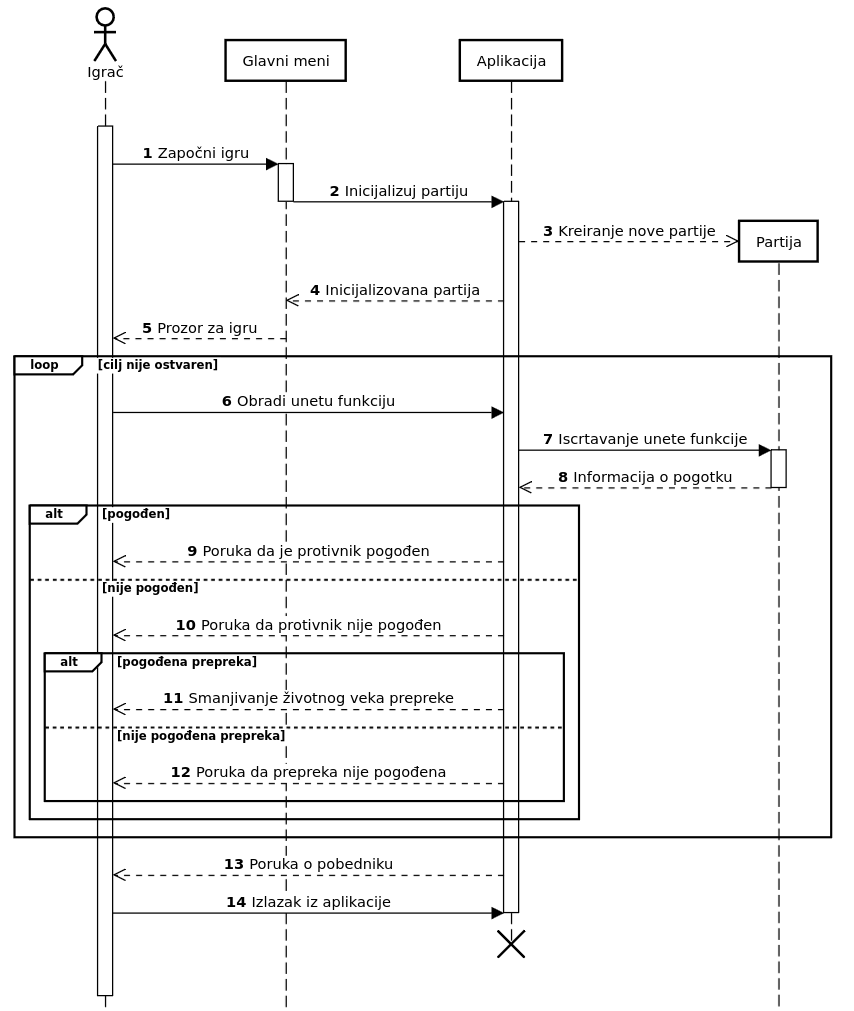 Igrač
Glavni meni
Aplikacija
1 Započni igru
2 Inicijalizuj partiju
3 Kreiranje nove partije
Partija
4 Inicijalizovana partija
5 Prozor za igru
loop [cilj nije ostvaren]
6 Obradi unetu funkciju
7 Iscrtavanje unete funkcije
8 Informacija o pogotku
alt [pogođen]
9 Poruka da je protivnik pogođen
[nije pogođen]
10 Poruka da protivnik nije pogođen
alt [pogođena prepreka]
11 Smanjivanje životnog veka prepreke
[nije pogođena prepreka]
12 Poruka da prepreka nije pogođena
13 Poruka o pobedniku
14 Izlazak iz aplikacije